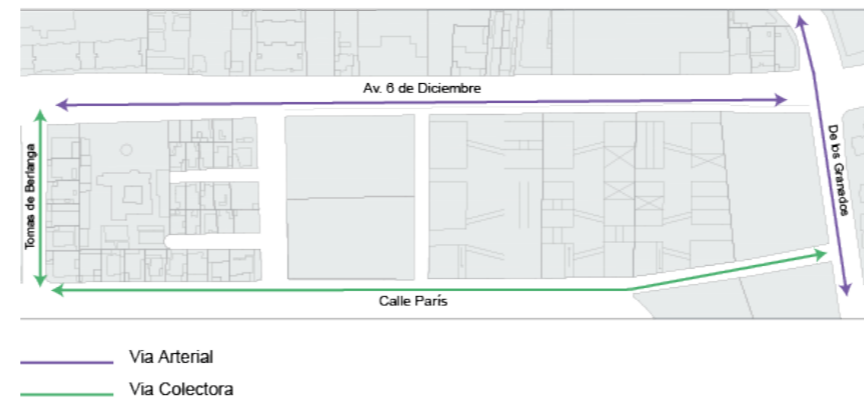 Av. 6 de Diciembre
Tomas de Berlanga
De los Granados
Calle París
Via Arterial
Via Colectora